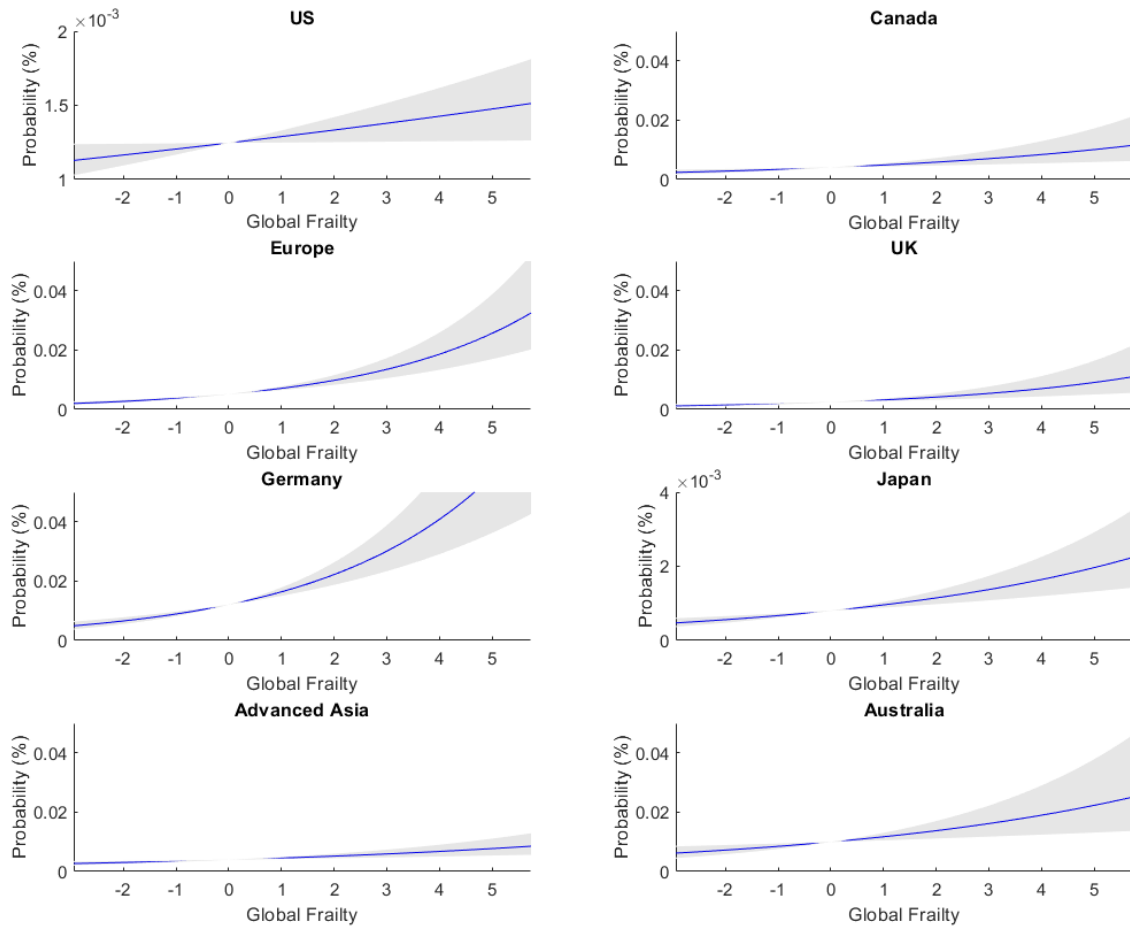 ×10⁻³
US
2
1.5
1
Probability (%)
-2 -1 0 1 2 3 4 5
Global Frailty
Canada
0.04
0.02
0
Probability (%)
-2 -1 0 1 2 3 4 5
Global Frailty
Europe
0.04
0.02
0
Probability (%)
-2 -1 0 1 2 3 4 5
Global Frailty
UK
0.04
0.02
0
Probability (%)
-2 -1 0 1 2 3 4 5
Global Frailty
Germany
0.04
0.02
0
Probability (%)
-2 -1 0 1 2 3 4 5
Global Frailty
×10⁻³
Japan
4
2
0
Probability (%)
-2 -1 0 1 2 3 4 5
Global Frailty
Advanced Asia
0.04
0.02
0
Probability (%)
-2 -1 0 1 2 3 4 5
Global Frailty
Australia
0.04
0.02
0
Probability (%)
-2 -1 0 1 2 3 4 5
Global Frailty